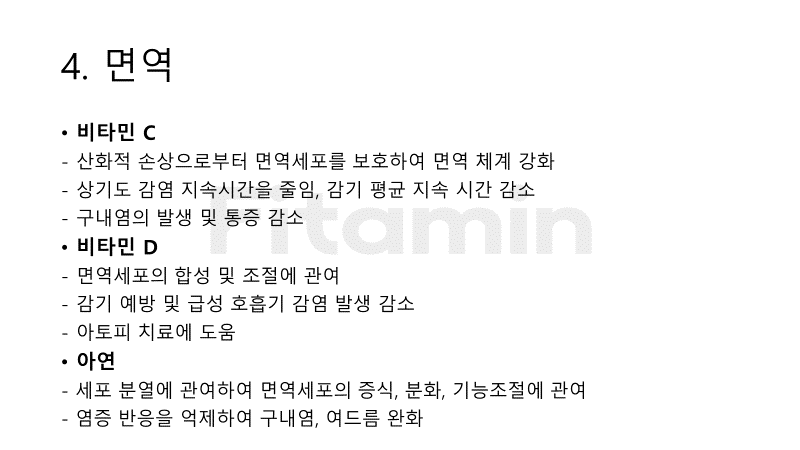 4. 면역
• 비타민 C
- 산화적 손상으로부터 면역세포를 보호하여 면역 체계 강화
- 상기도 감염 지속시간을 줄임, 감기 평균 지속 시간 감소
- 구내염의 발생 및 통증 감소
Fitamin
• 비타민 D
- 면역세포의 합성 및 조절에 관여
- 감기 예방 및 급성 호흡기 감염 발생 감소
- 아토피 치료에 도움
• 아연
- 세포 분열에 관여하여 면역세포의 증식, 분화, 기능조절에 관여
- 염증 반응을 억제하여 구내염, 여드름 완화